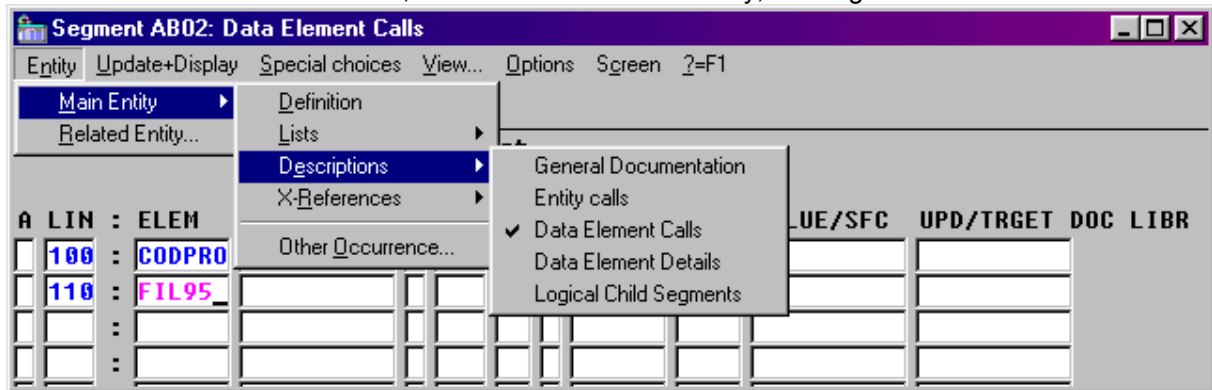 Segment AB02: Data Element Calls
Entity Update+Display Special choices View... Options Screen ?=F1
Main Entity
Related Entity...
Definition
Lists
Descriptions
X-References
Other Occurrence...
General Documentation
Entity calls
Data Element Calls
Data Element Details
Logical Child Segments
A LIN : ELEM LUE/SFC UPD/TRGET DOC LIBR
100 : CODPRO
110 : FIL95_
:
: